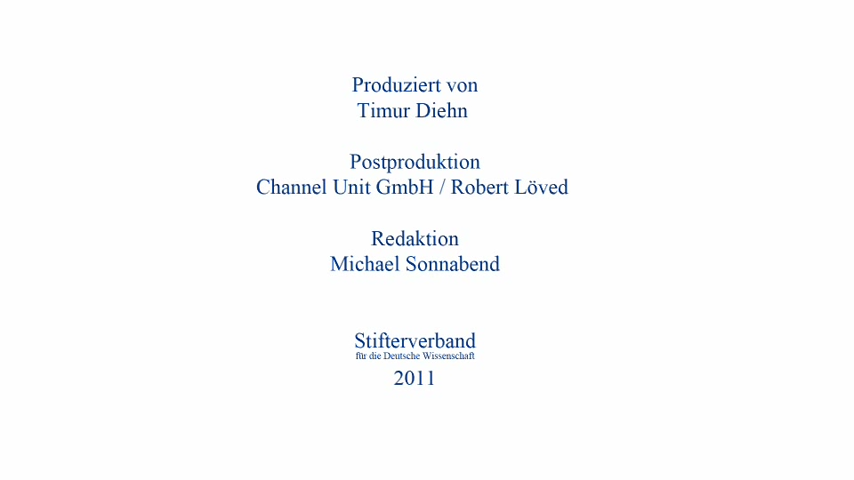 Produziert von
Timur Diehn
Postproduktion
Channel Unit GmbH / Robert Löved
Redaktion
Michael Sonnabend
Stifterverband
für die Deutsche Wissenschaft
2011